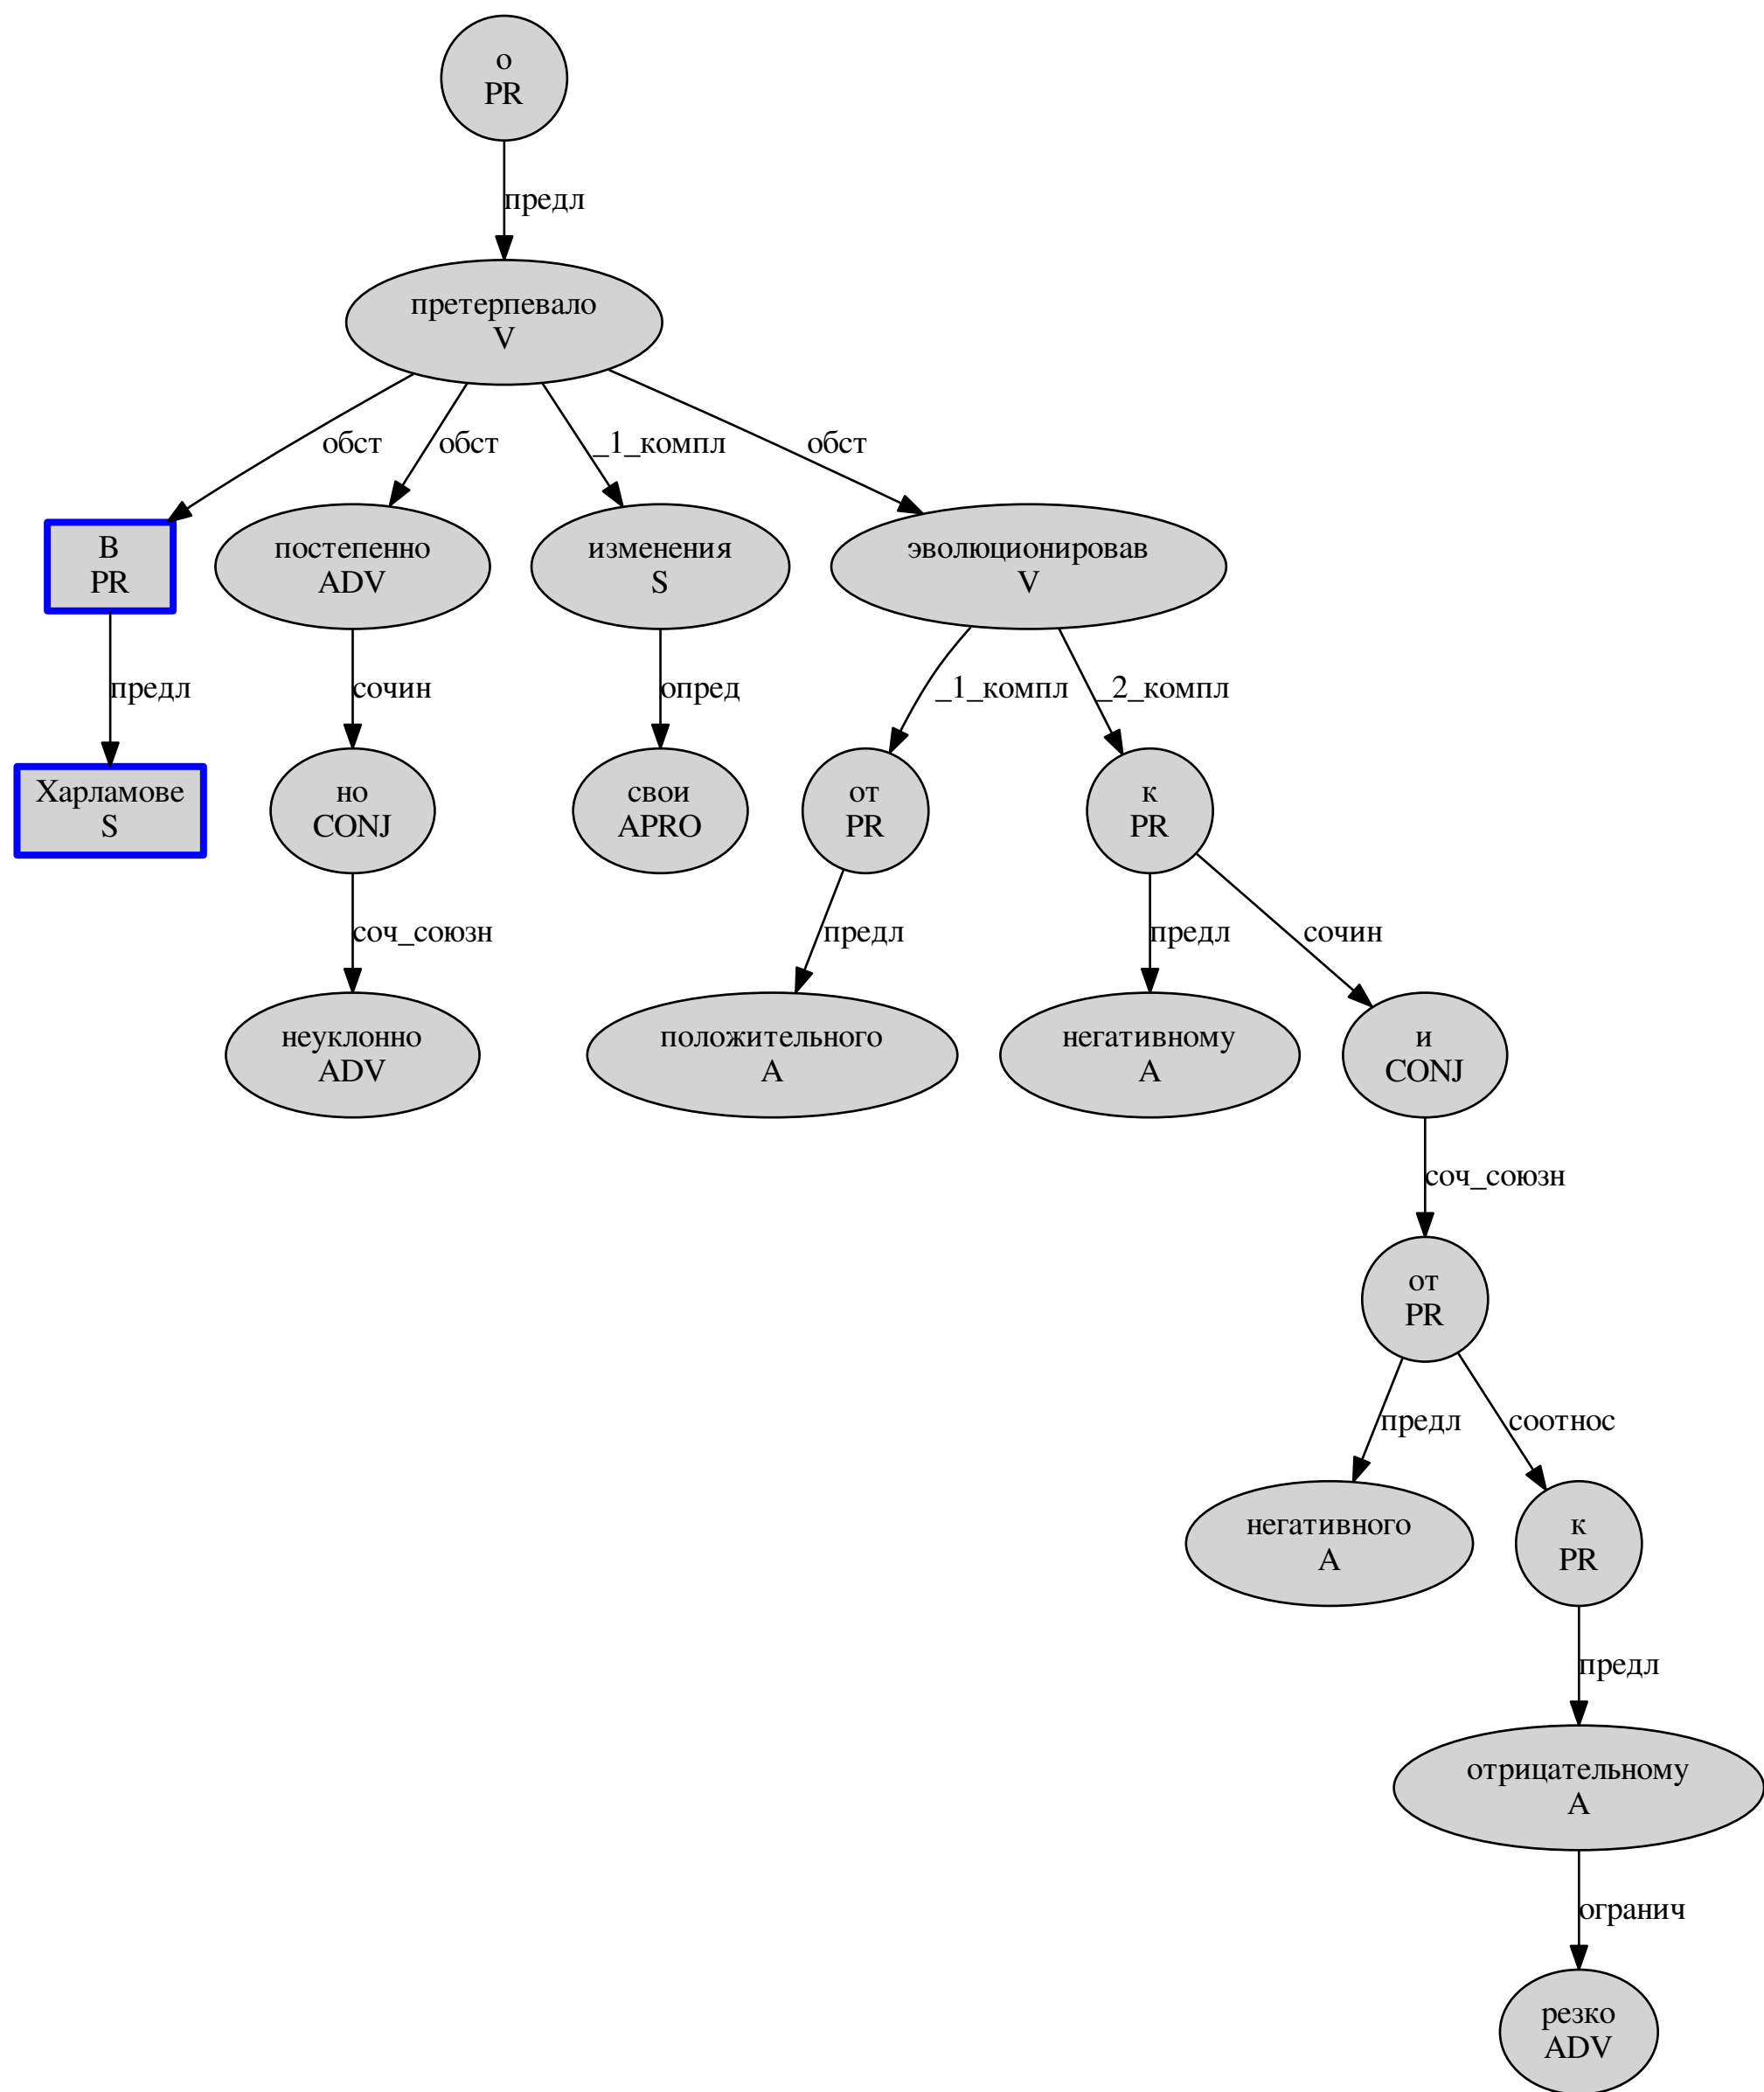 о
PR
предл
претерпевало
V
обст
обст
_1_компл
обст
В
PR
постепенно
ADV
изменения
S
эволюционировав
V
предл
сочин
опред
_1_компл
_2_компл
Харламове
S
но
CONJ
свои
APRO
от
PR
к
PR
соч_союзн
предл
предл
сочин
неуклонно
ADV
положительного
A
негативному
A
и
CONJ
соч_союзн
от
PR
предл
соотнос
негативного
A
к
PR
предл
отрицательному
A
огранич
резко
ADV